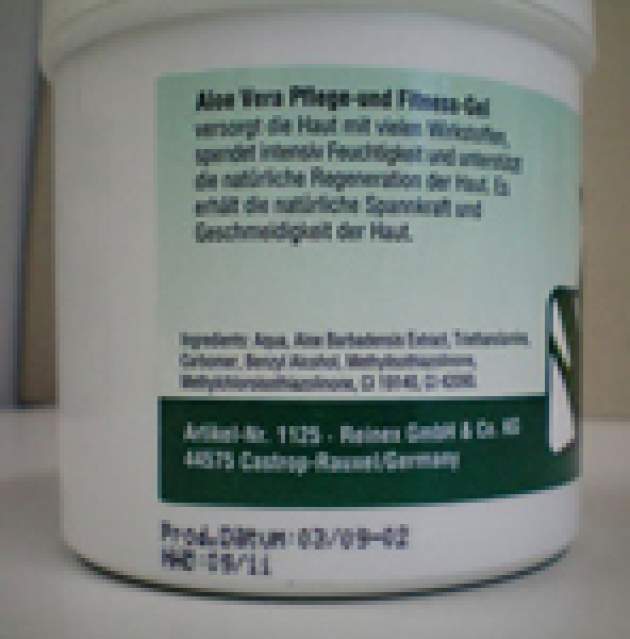 Aloe Vera Pflege-und Fitness-Gel
versorgt die Haut mit vielen Wirkstoffen,
spendet intensiv Feuchtigkeit und unterstützt
die natürliche Regeneration der Haut. Es
erhält die natürliche Spannkraft und
Geschmeidigkeit der Haut.
Ingredients: Aqua, Aloe Barbadensis Extract, Triethanolamine,
Carbomer, Benzyl Alcohol, Methylisothiazolinone,
Methylchloroisothiazolinone, CI 19140, CI 42090.
Artikel-Nr. 1125 - Reinex GmbH & Co. KG
44575 Castrop-Rauxel/Germany
Prod.Datum:03/09-02
MHD:09/11